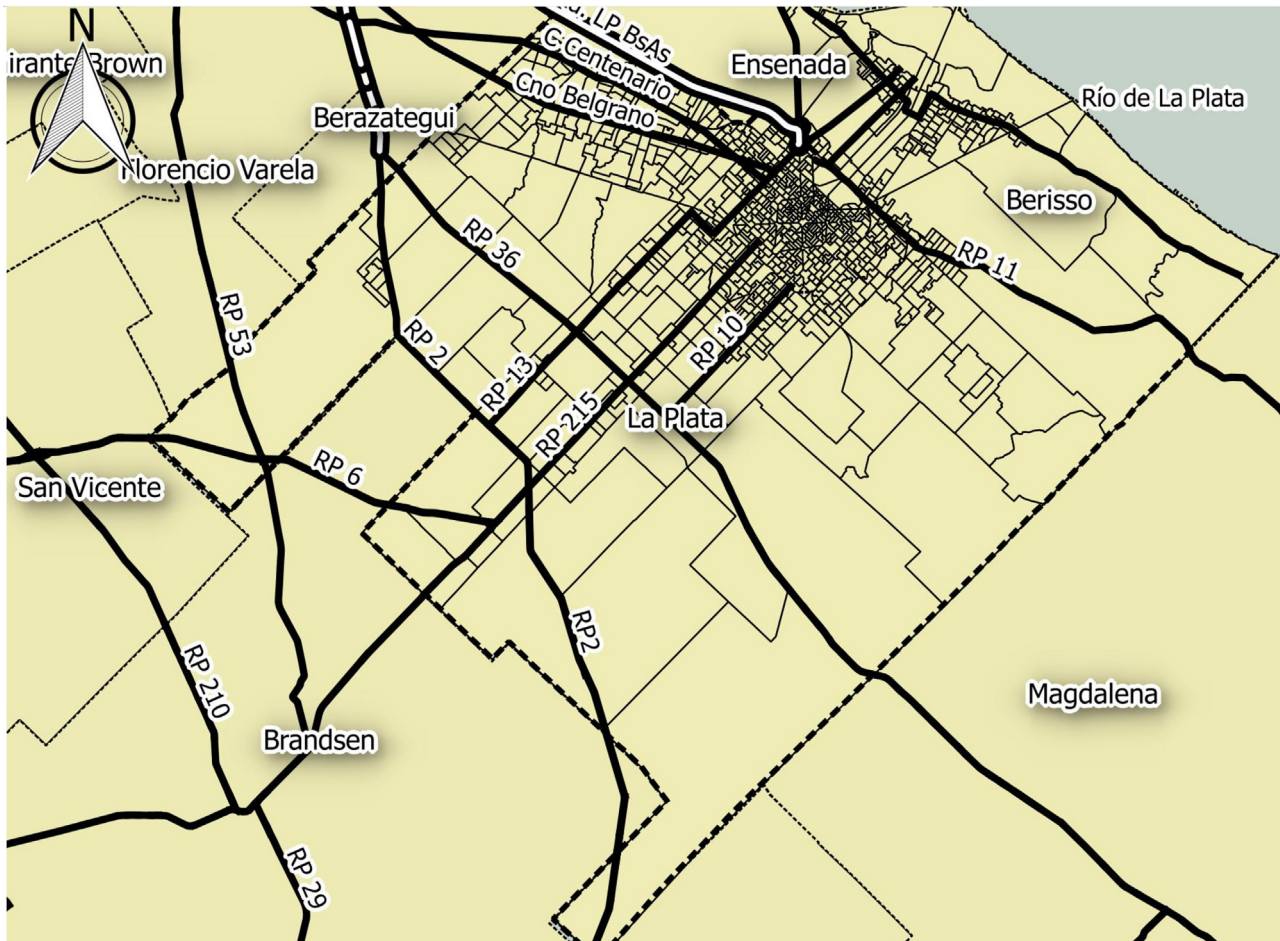 N
irante Brown
LP BsAs
C Centenario
Cno Belgrano
Ensenada
Río de La Plata
Berazategui
Florencio Varela
Berisso
RP 36
RP 11
RP 53
RP 2
RP 10
RP 13
RP 215
La Plata
RP 6
San Vicente
RP2
RP 210
Magdalena
Brandsen
RP 29